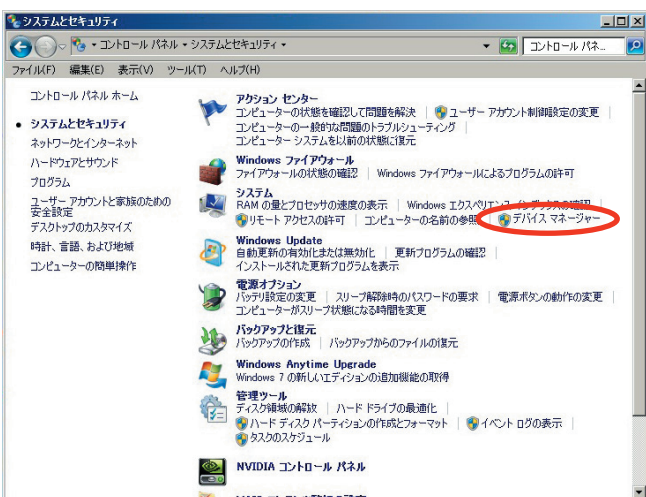 システムとセキュリティ
コントロール パネル システムとセキュリティ
コントロール パネ...
ファイル(F) 編集(E) 表示(V) ツール(T) ヘルプ(H)
コントロール パネル ホーム
システムとセキュリティ
ネットワークとインターネット
ハードウェアとサウンド
プログラム
ユーザー アカウントと家族のための
安全設定
デスクトップのカスタマイズ
時計、言語、および地域
コンピューターの簡単操作
アクション センター
コンピューターの状態を確認して問題を解決 ユーザー アカウント制御設定の変更
コンピューターの一般的な問題のトラブルシューティング
コンピューター システムを以前の状態に復元
Windows ファイアウォール
ファイアウォールの状態の確認 Windows ファイアウォールによるプログラムの許可
システム
RAM の量とプロセッサの速度の表示 Windows エクスペリエンス インデックスの確認
リモート アクセスの許可 コンピューターの名前の参照 デバイス マネージャー
Windows Update
自動更新の有効化または無効化 更新プログラムの確認
インストールされた更新プログラムを表示
電源オプション
バッテリ設定の変更 スリープ解除時のパスワードの要求 電源ボタンの動作の変更
コンピューターがスリープ状態になる時間を変更
バックアップと復元
バックアップの作成 バックアップからのファイルの復元
Windows Anytime Upgrade
Windows 7 の新しいエディションの追加機能の取得
管理ツール
ディスク領域の解放 ハード ドライブの最適化
ハード ディスク パーティションの作成とフォーマット イベント ログの表示
タスクのスケジュール
NVIDIA コントロール パネル